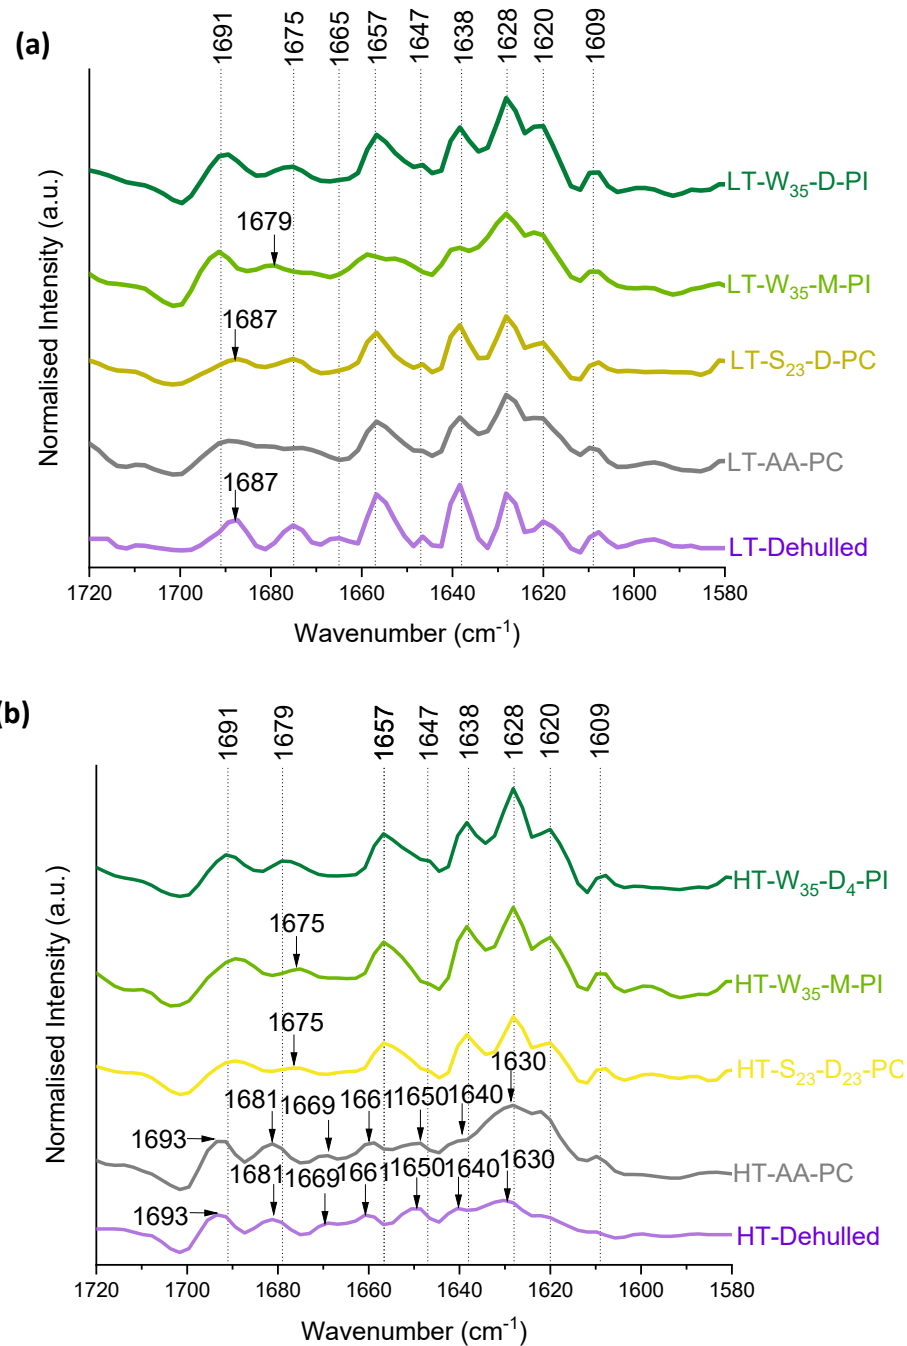 (a)
1691 1675 1665 1657 1647 1638 1628 1620 1609
LT-W35-D-PI
1679
LT-W35-M-PI
1687
LT-S23-D-PC
LT-AA-PC
1687
LT-Dehulled
Normalised Intensity (a.u.)
1720 1700 1680 1660 1640 1620 1600 1580
Wavenumber (cm-1)
(b)
1691 1679 1657 1647 1638 1628 1620 1609
HT-W35-D4-PI
1675
HT-W35-M-PI
1675
HT-S23-D23-PC
1693 1681 1669 1661 1650 1640 1630
HT-AA-PC
1693 1681 1669 1661 1650 1640 1630
HT-Dehulled
Normalised Intensity (a.u.)
1720 1700 1680 1660 1640 1620 1600 1580
Wavenumber (cm-1)